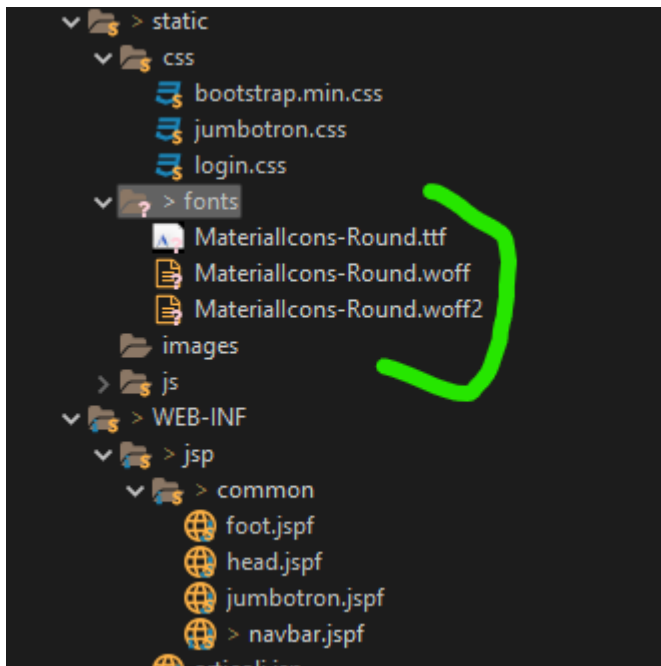 > static
css
bootstrap.min.css
jumbotron.css
login.css
> fonts
MaterialIcons-Round.ttf
MaterialIcons-Round.woff
MaterialIcons-Round.woff2
images
js
> WEB-INF
> jsp
> common
foot.jspf
head.jspf
jumbotron.jspf
> navbar.jspf